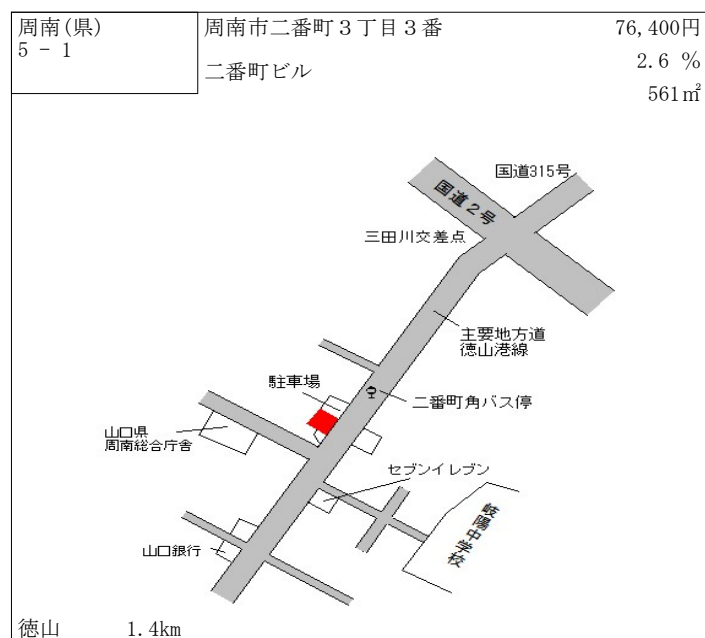 周南(県)
5 - 1
周南市二番町３丁目３番
76,400円
二番町ビル
2.6 %
561㎡
国道315号
国道２号
三田川交差点
主要地方道
徳山港線
駐車場
二番町角バス停
山口県
周南総合庁舎
セブンイレブン
岐陽中学校
山口銀行
徳山 1.4km